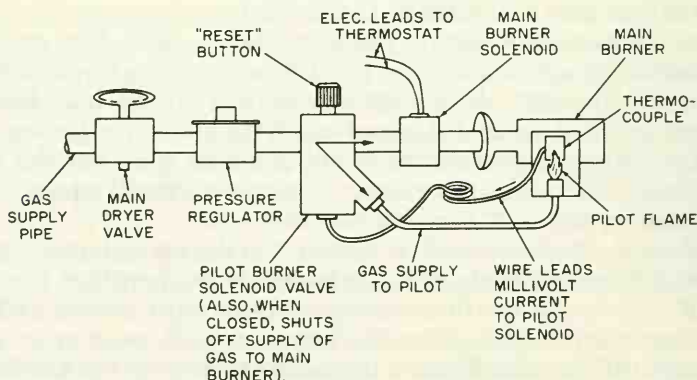 "RESET"
BUTTON
ELEC. LEADS TO
THERMOSTAT
MAIN
BURNER
SOLENOID
MAIN
BURNER
THERMO-
COUPLE
GAS
SUPPLY
PIPE
MAIN
DRYER
VALVE
PRESSURE
REGULATOR
PILOT FLAME
PILOT BURNER
SOLENOID VALVE
(ALSO, WHEN
CLOSED, SHUTS
OFF SUPPLY OF
GAS TO MAIN
BURNER).
GAS SUPPLY
TO PILOT
WIRE LEADS
MILLIVOLT
CURRENT
TO PILOT
SOLENOID